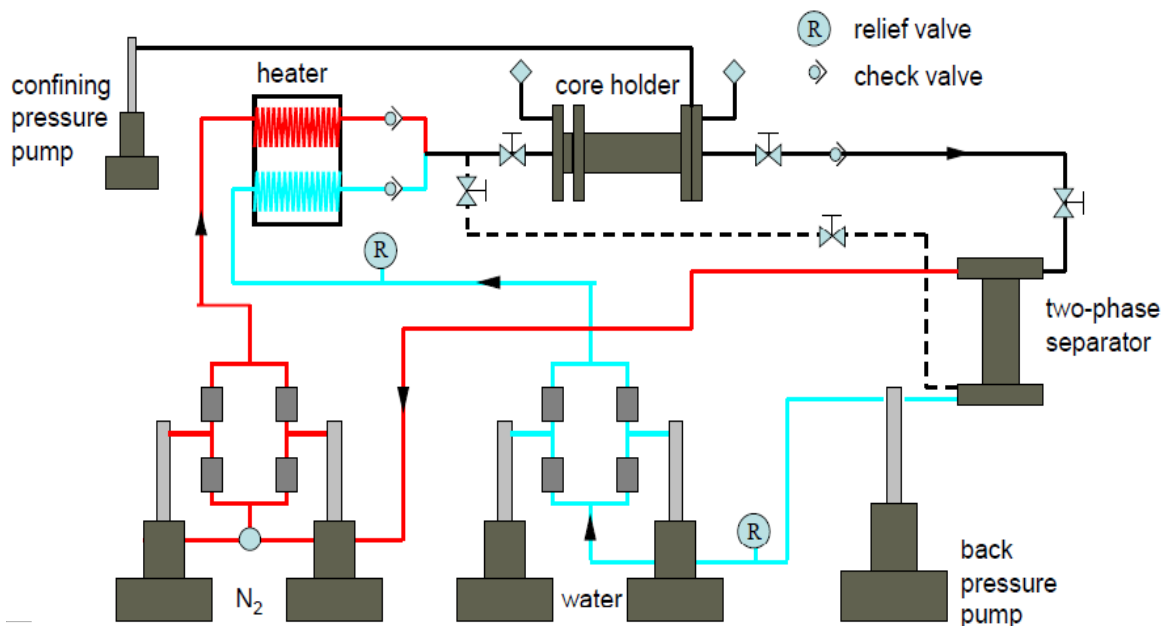 R relief valve
check valve
confining
pressure
pump
heater
core holder
R
two-phase
separator
R
N2
water
back
pressure
pump